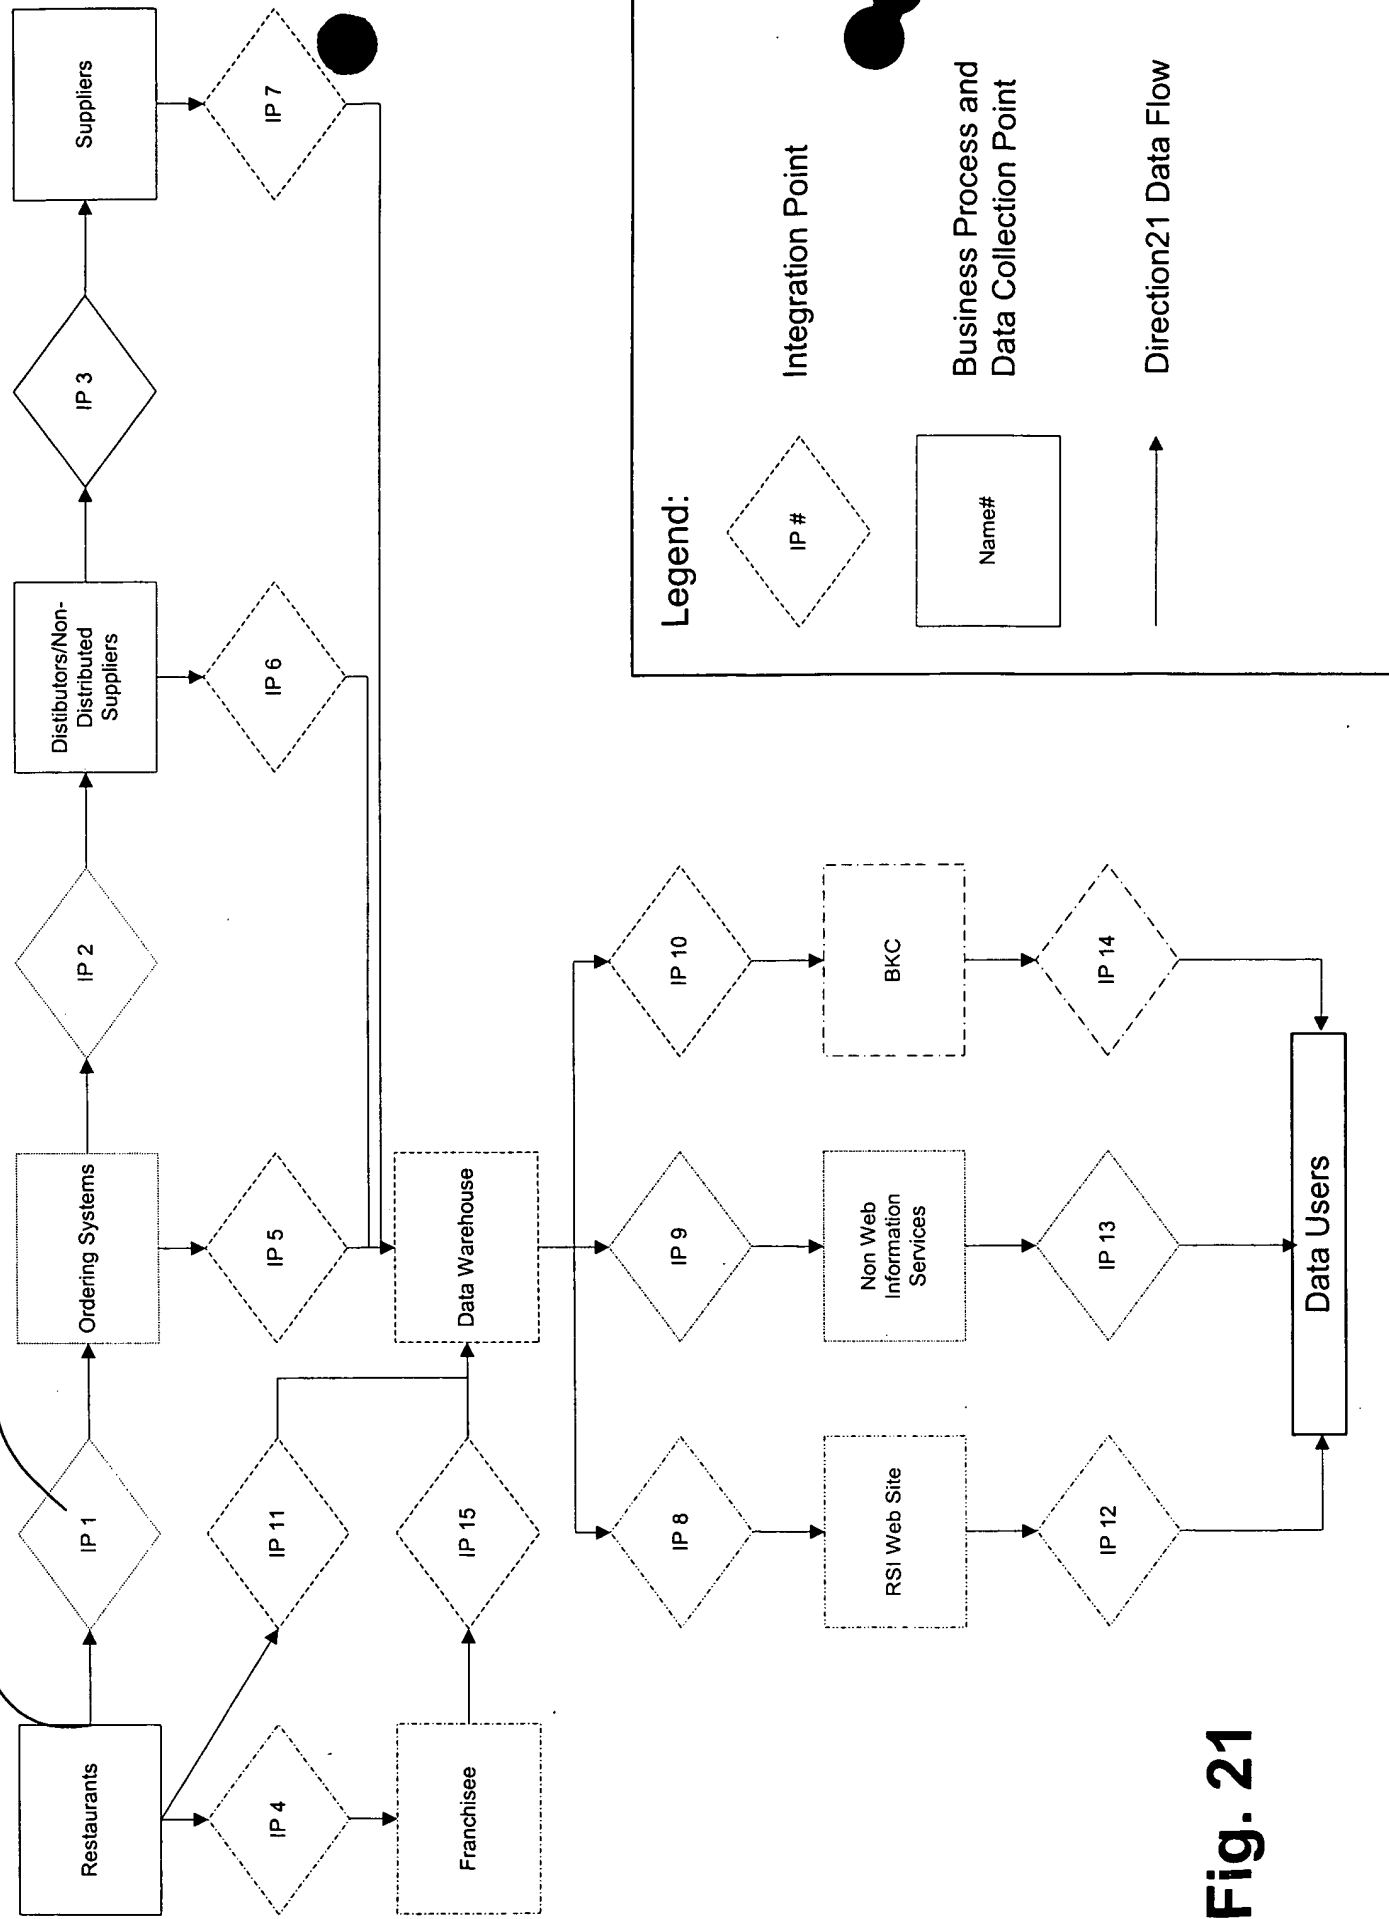 Restaurants
IP 1
Ordering Systems
IP 2
Distibutors/Non-
Distributed
Suppliers
IP 3
Suppliers
IP 4
IP 11
IP 5
IP 6
IP 7
Franchisee
IP 15
Data Warehouse
IP 8
IP 9
IP 10
RSI Web Site
Non Web
Information
Services
BKC
IP 12
IP 13
IP 14
Data Users
Legend:
IP #
Integration Point
Name#
Business Process and
Data Collection Point
Direction21 Data Flow
Fig. 21